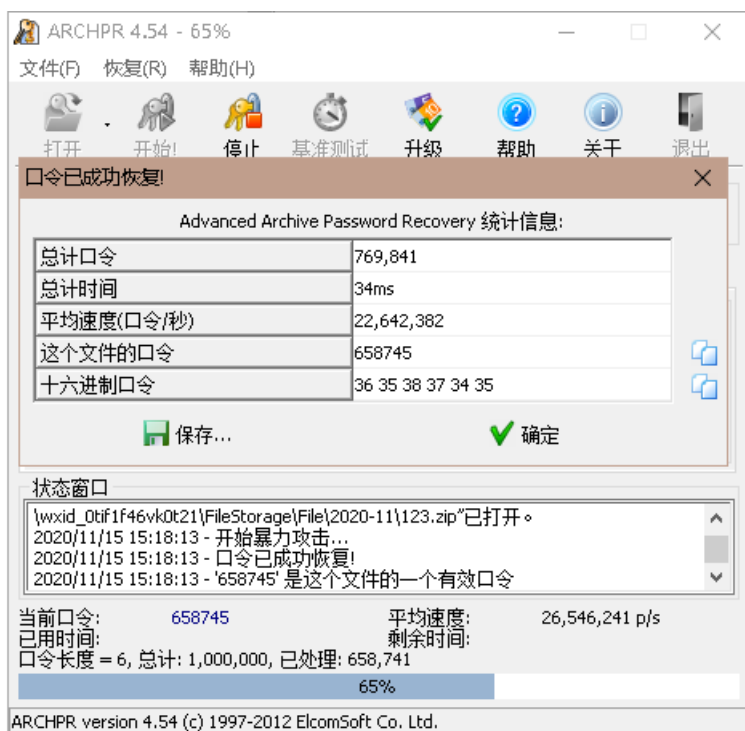 ARCHPR 4.54 - 65%
文件(F) 恢复(R) 帮助(H)
打开 开始! 停止 基准测试 升级 帮助 关于 退出
口令已成功恢复!
Advanced Archive Password Recovery 统计信息:
总计口令 769,841
总计时间 34ms
平均速度(口令/秒) 22,642,382
这个文件的口令 658745
十六进制口令 36 35 38 37 34 35
保存... 确定
状态窗口
\wxid_0tif1f46vk0t21\FileStorage\File\2020-11\123.zip"已打开。
2020/11/15 15:18:13 - 开始暴力攻击...
2020/11/15 15:18:13 - 口令已成功恢复!
2020/11/15 15:18:13 - '658745' 是这个文件的一个有效口令
当前口令: 658745 平均速度: 26,546,241 p/s
已用时间: 剩余时间:
口令长度 = 6, 总计: 1,000,000, 已处理: 658,741
65%
ARCHPR version 4.54 (c) 1997-2012 ElcomSoft Co. Ltd.